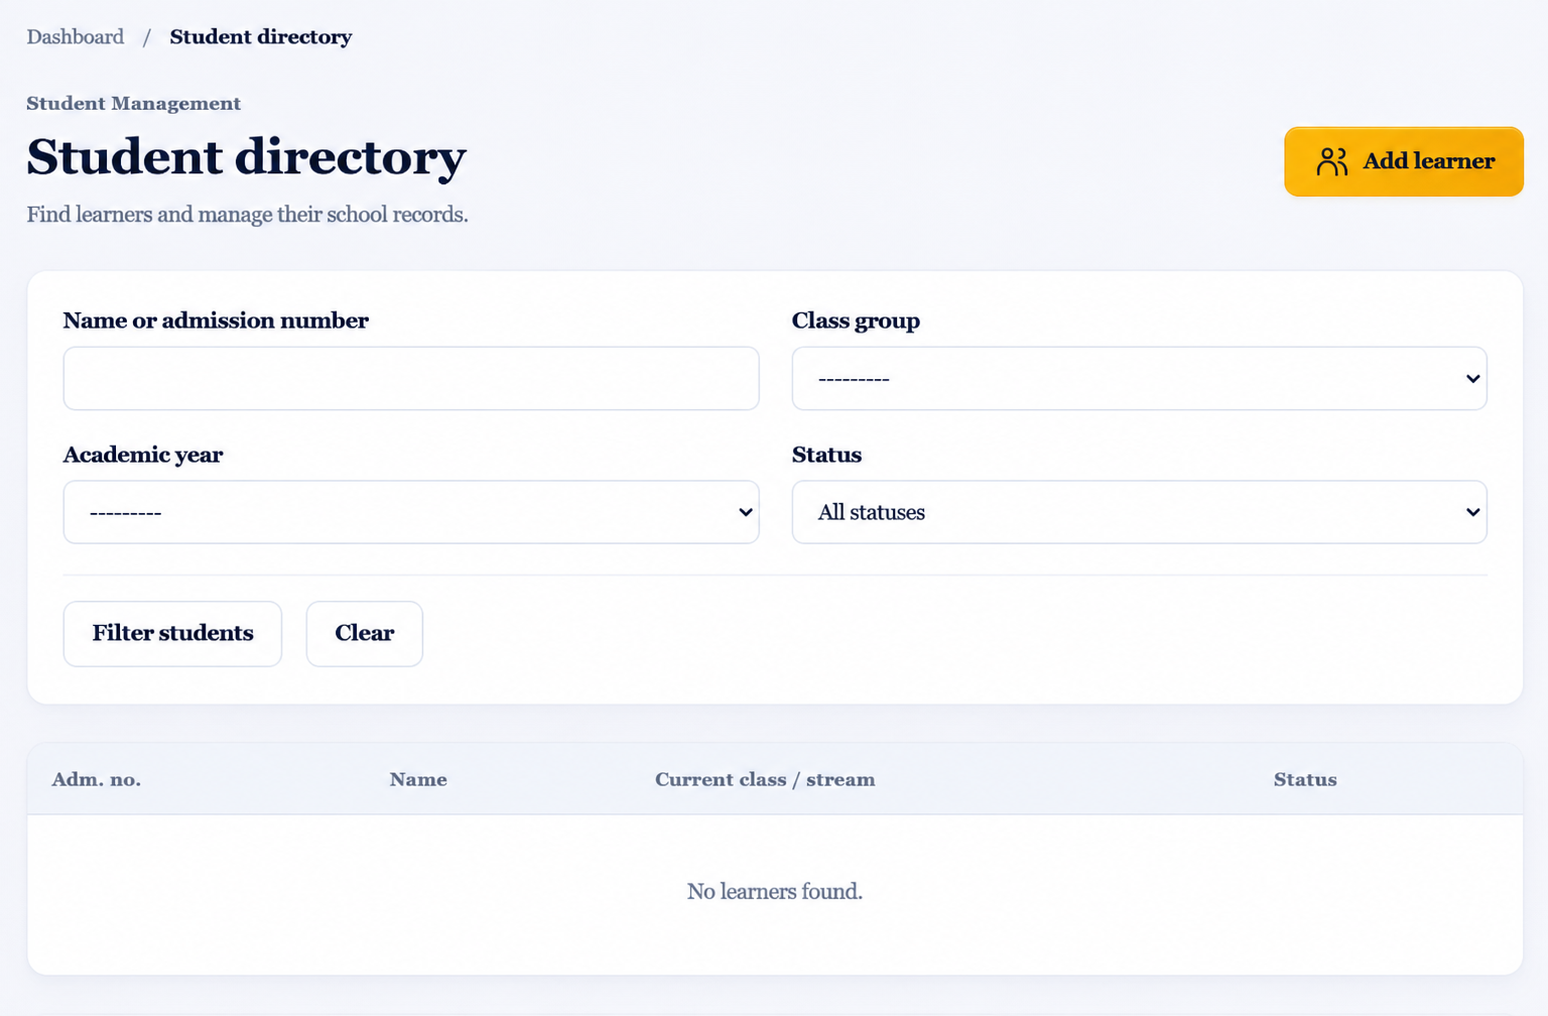 Dashboard / Student directory
Student Management
Student directory
Find learners and manage their school records.
Add learner
Name or admission number
Class group
---------
Academic year
---------
Status
All statuses
Filter students
Clear
Adm. no. Name Current class / stream Status
No learners found.